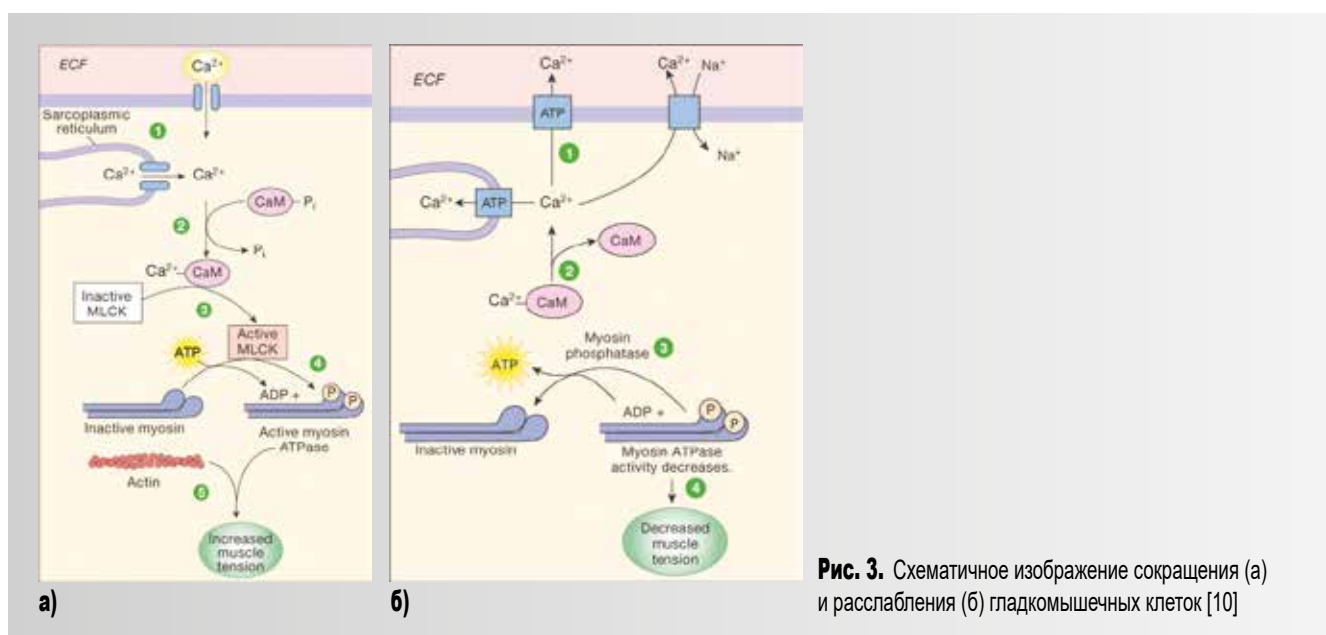 ECF
Ca²⁺
Sarcoplasmic
reticulum
1
Ca²⁺
Ca²⁺
CaM
Pi
2
Pi
Ca²⁺
CaM
Inactive
MLCK
3
Active
MLCK
ATP
4
ADP +
P
P
Inactive myosin
Active myosin
ATPase
Actin
5
Increased
muscle
tension
а)
ECF
Ca²⁺
Ca²⁺
Na⁺
ATP
1
Na⁺
Ca²⁺
ATP
Ca²⁺
CaM
2
Ca²⁺
CaM
Myosin
phosphatase
3
ATP
ADP +
P
P
Inactive myosin
Myosin ATPase
activity decreases.
4
Decreased
muscle
tension
б)
Рис. 3. Схематичное изображение сокращения (а)
и расслабления (б) гладкомышечных клеток [10]